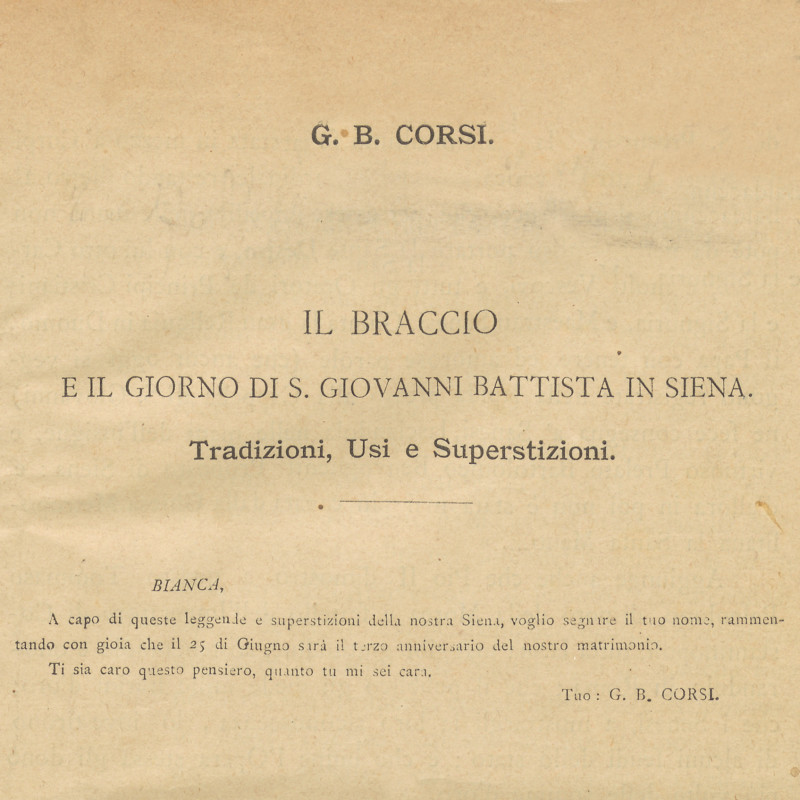 G. B. CORSI.
IL BRACCIO
E IL GIORNO DI S. GIOVANNI BATTISTA IN SIENA.
Tradizioni, Usi e Superstizioni.
BIANCA,
A capo di queste leggende e superstizioni della nostra Siena, voglio segnare il tuo nome, rammen-
tando con gioia che il 25 di Giugno sarà il terzo anniversario del nostro matrimonio.
Ti sia caro questo pensiero, quanto tu mi sei cara.
Tuo: G. B. CORSI.